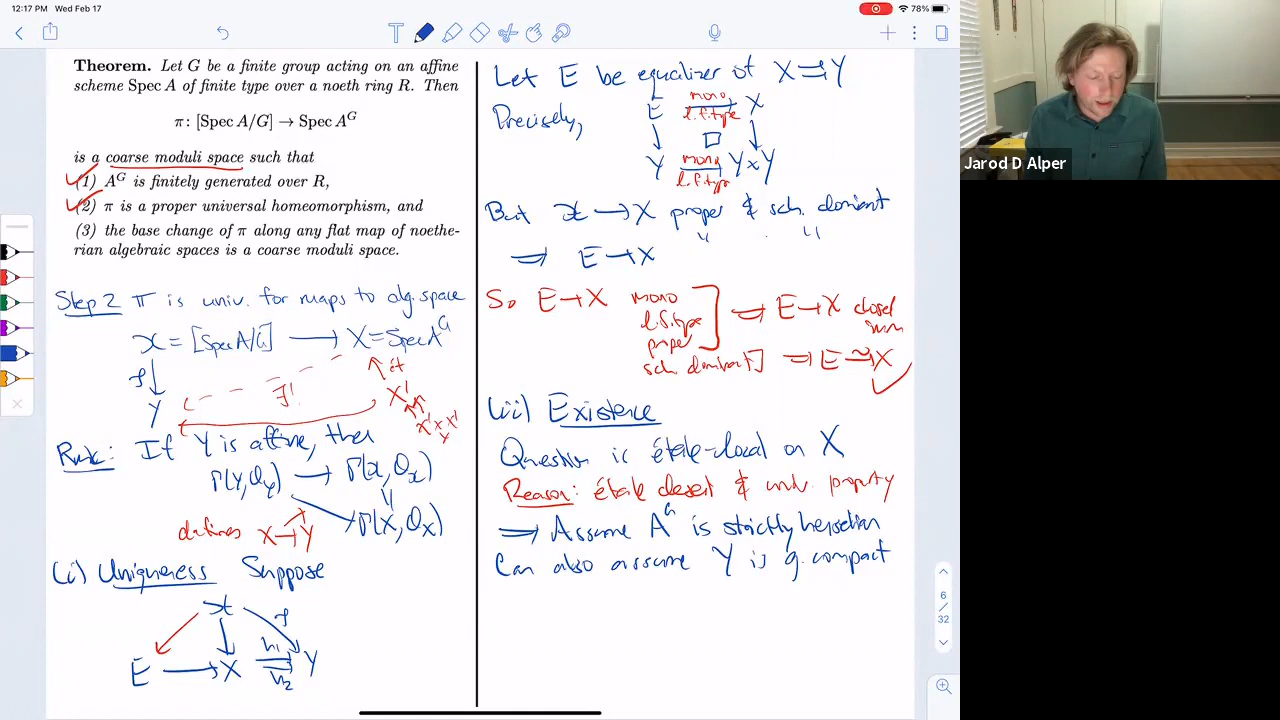 12:17 PM Wed Feb 17
78%
Theorem. Let G be a finite group acting on an affine
scheme Spec A of finite type over a noeth ring R. Then
π: [Spec A/G] → Spec A^G
is a coarse moduli space such that
(1) A^G is finitely generated over R,
(2) π is a proper universal homeomorphism, and
(3) the base change of π along any flat map of noethe-
rian algebraic spaces is a coarse moduli space.
Step 2 π is univ. for maps to alg. space
𝒳 = [Spec A/G] → X = Spec A^G
f ↓ ∃! ↑ ét
Y X'
X' ×_Y X'
Rmk: If Y is affine, then
Γ(Y, O_Y) → Γ(𝒳, O_𝒳)
defines X → Y Γ(X, O_X)
(i) Uniqueness Suppose
𝒳 f
E → X h_1 h_2 Y
Let E be equalizer of X ⇉ Y
Precisely, E mono l.f.type X
Y mono l.f.type Y × Y
But 𝒳 → X proper & sch. dominant
⇒ E → X
So E → X mono
l.f.type ⇒ E → X closed imm
proper
sch dominant] ⇒ E ≃ X
(ii) Existence
Question is étale-local on X
Reason: étale descent & univ. property
⇒ Assume A^G is strictly henselian
Can also assume Y is q. compact
6
/
32
Jarod D Alper